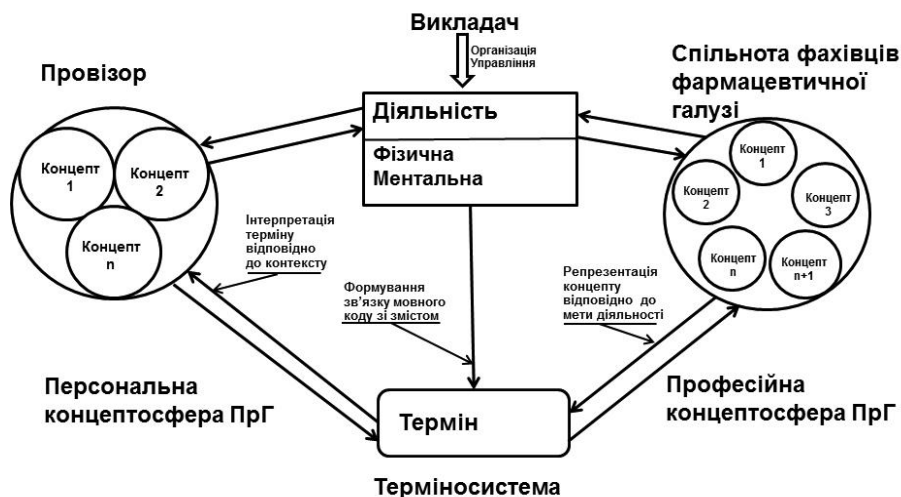 Викладач
Організація
Управління
Провізор
Спільнота фахівців
фармацевтичної
галузі
Діяльність
Фізична
Ментальна
Концепт
1
Концепт
2
Концепт
n
Концепт
1
Концепт
2
Концепт
3
Концепт
n
Концепт
n+1
Інтерпретація
терміну
відповідно
до контексту
Формування
зв’язку мовного
коду зі змістом
Репрезентація
концепту
відповідно до
мети діяльності
Персональна
концептосфера ПрГ
Термін
Професійна
концептосфера ПрГ
Терміносистема